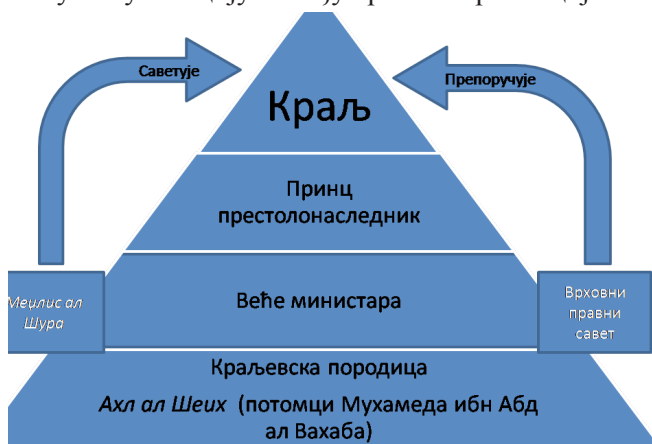 Саветује
Препоручује
Краљ
Принц
престолонаследник
Веће министара
Меилис ал
Шура
Врховни
правни
савет
Краљевска породица
Ахл ал Шеих (потомци Мухамеда ибн Абд
ал Вахаба)